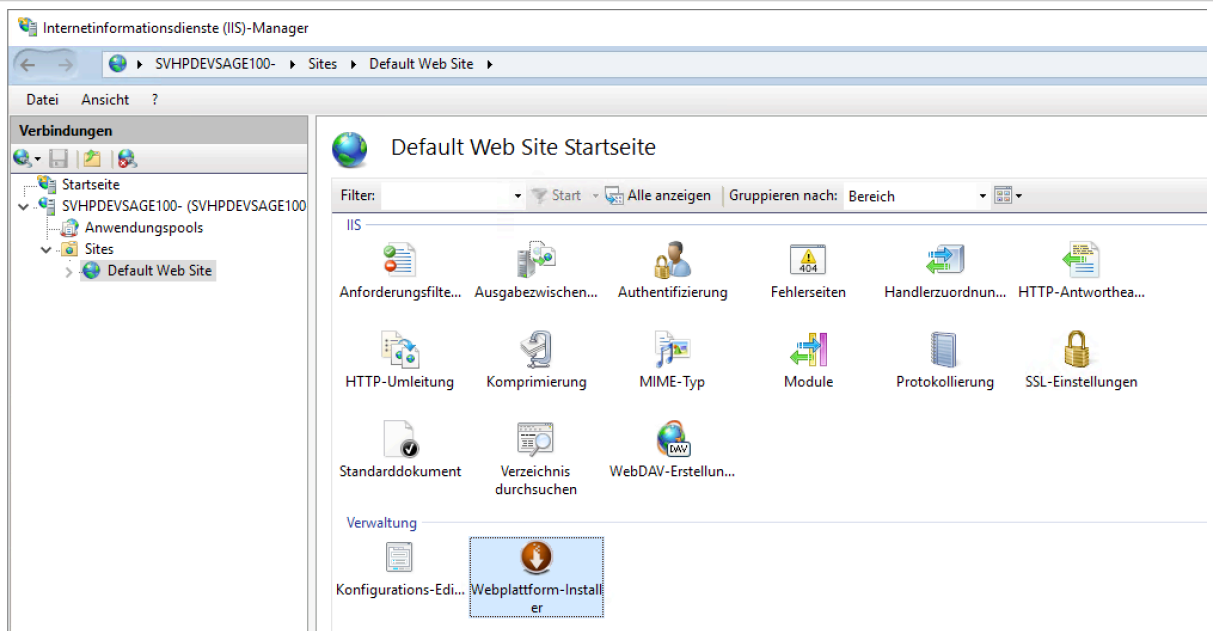 Internetinformationsdienste (IIS)-Manager
SVHPDEVSAGE100- Sites Default Web Site
Datei Ansicht ?
Verbindungen
Startseite
SVHPDEVSAGE100- (SVHPDEVSAGE100
Anwendungspools
Sites
Default Web Site
Default Web Site Startseite
Filter: Start Alle anzeigen Gruppieren nach: Bereich
IIS
Anforderungsfilte... Ausgabezwischen... Authentifizierung Fehlerseiten Handlerzuordnun... HTTP-Antworthea...
404
HTTP-Umleitung Komprimierung MIME-Typ Module Protokollierung SSL-Einstellungen
DAV
Standarddokument Verzeichnis durchsuchen WebDAV-Erstellun...
Verwaltung
Konfigurations-Edi... Webplattform-Install
er